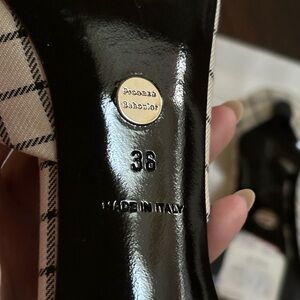 Proenza
Schouler
36
MADE IN ITALY